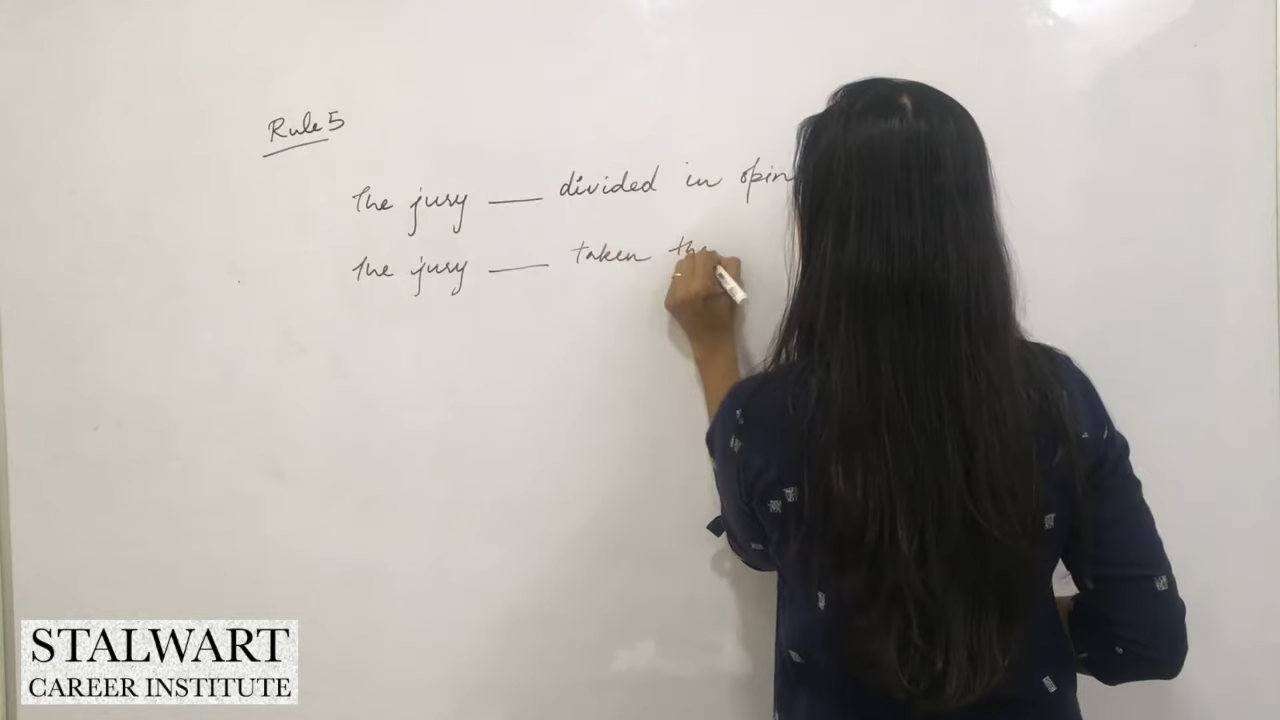 Rule 5
The jury ___ divided in opin
The jury ___ taken th
STALWART
CAREER INSTITUTE